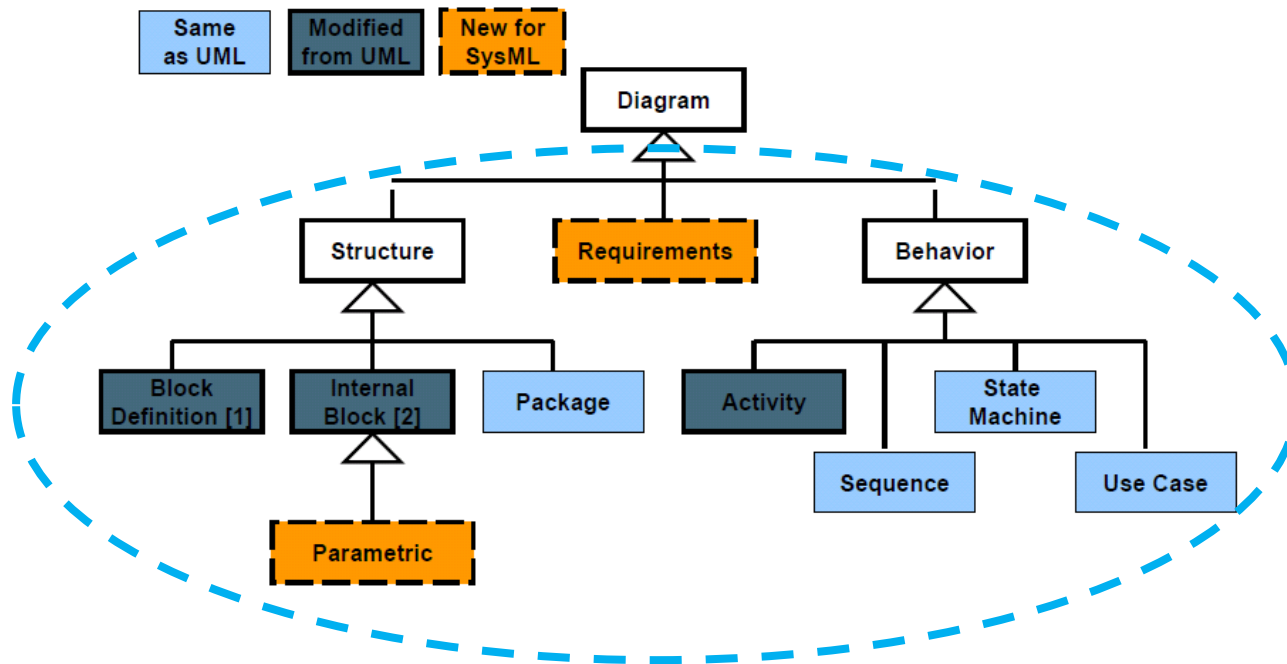 Same
as UML
Modified
from UML
New for
SysML
Diagram
Structure
Requirements
Behavior
Block
Definition [1]
Internal
Block [2]
Package
Activity
State
Machine
Sequence
Use Case
Parametric